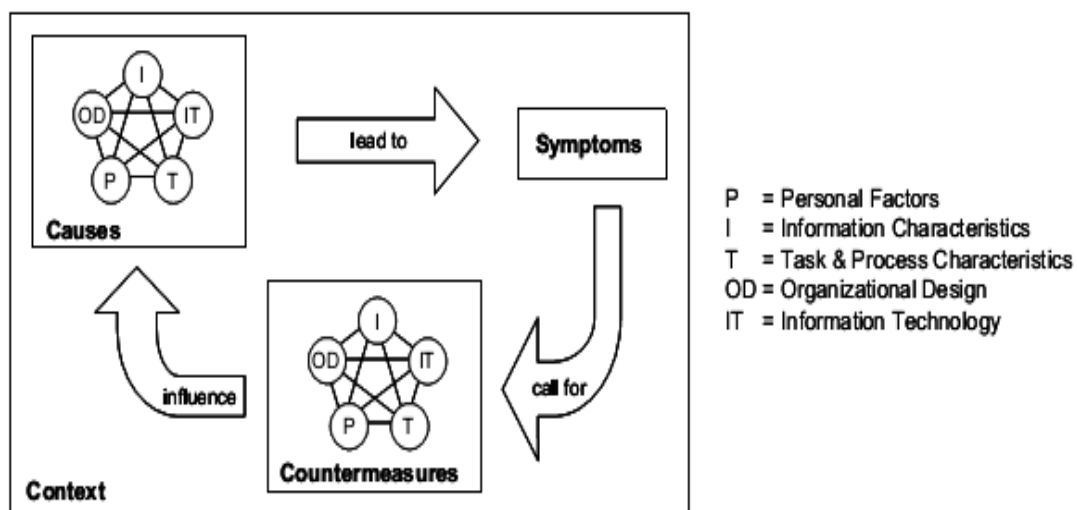 I
OD
IT
P
T
Causes
lead to
Symptoms
P = Personal Factors
I = Information Characteristics
T = Task & Process Characteristics
OD = Organizational Design
IT = Information Technology
I
OD
IT
P
T
Countermeasures
call for
influence
Context